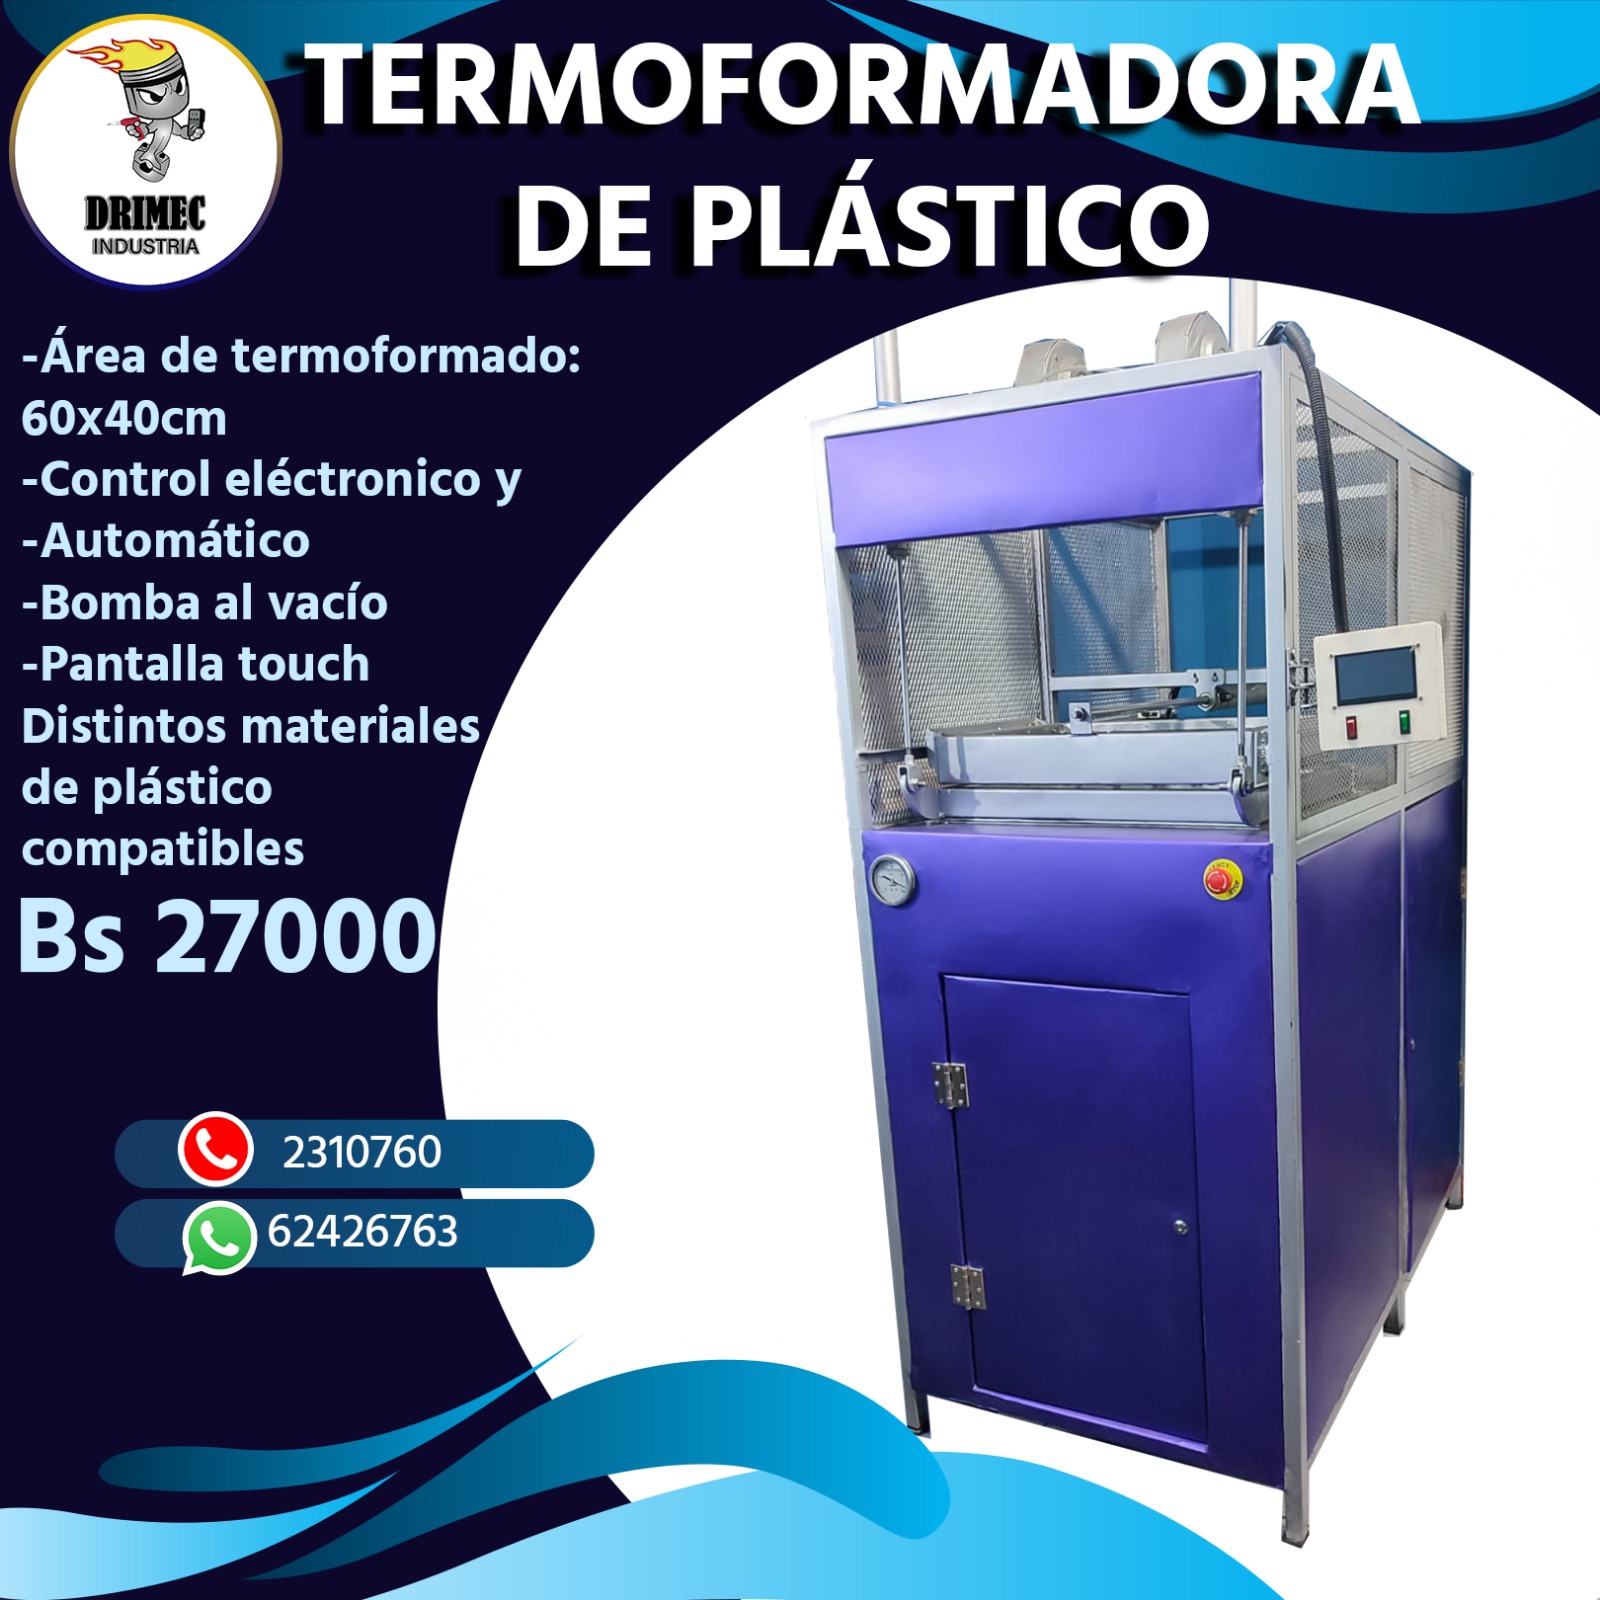 DRIMEC
INDUSTRIA
TERMOFORMADORA
DE PLÁSTICO
-Área de termoformado:
60x40cm
-Control eléctronico y
-Automático
-Bomba al vacío
-Pantalla touch
Distintos materiales
de plástico
compatibles
Bs 27000
2310760
62426763